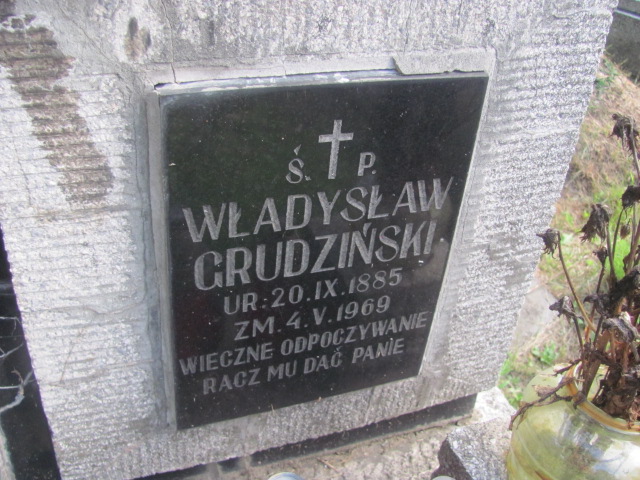 Ś. P.
WŁADYSŁAW
GRUDZIŃSKI
UR: 20.IX.1885
ZM. 4.V.1969
WIECZNE ODPOCZYWANIE
RACZ MU DAĆ PANIE